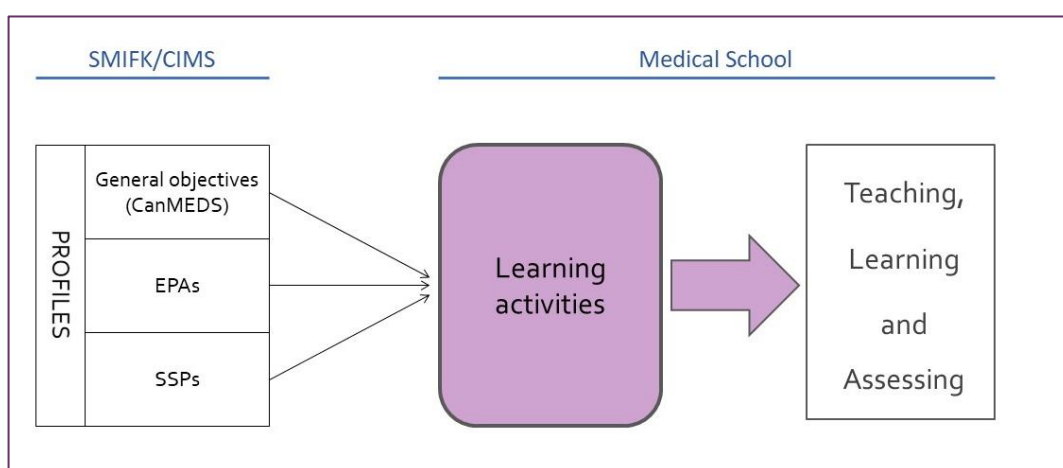 SMIFK/CIMS
Medical School
PROFILES
General objectives
(CanMEDS)
EPAs
SSPs
Learning
activities
Teaching,
Learning
and
Assessing